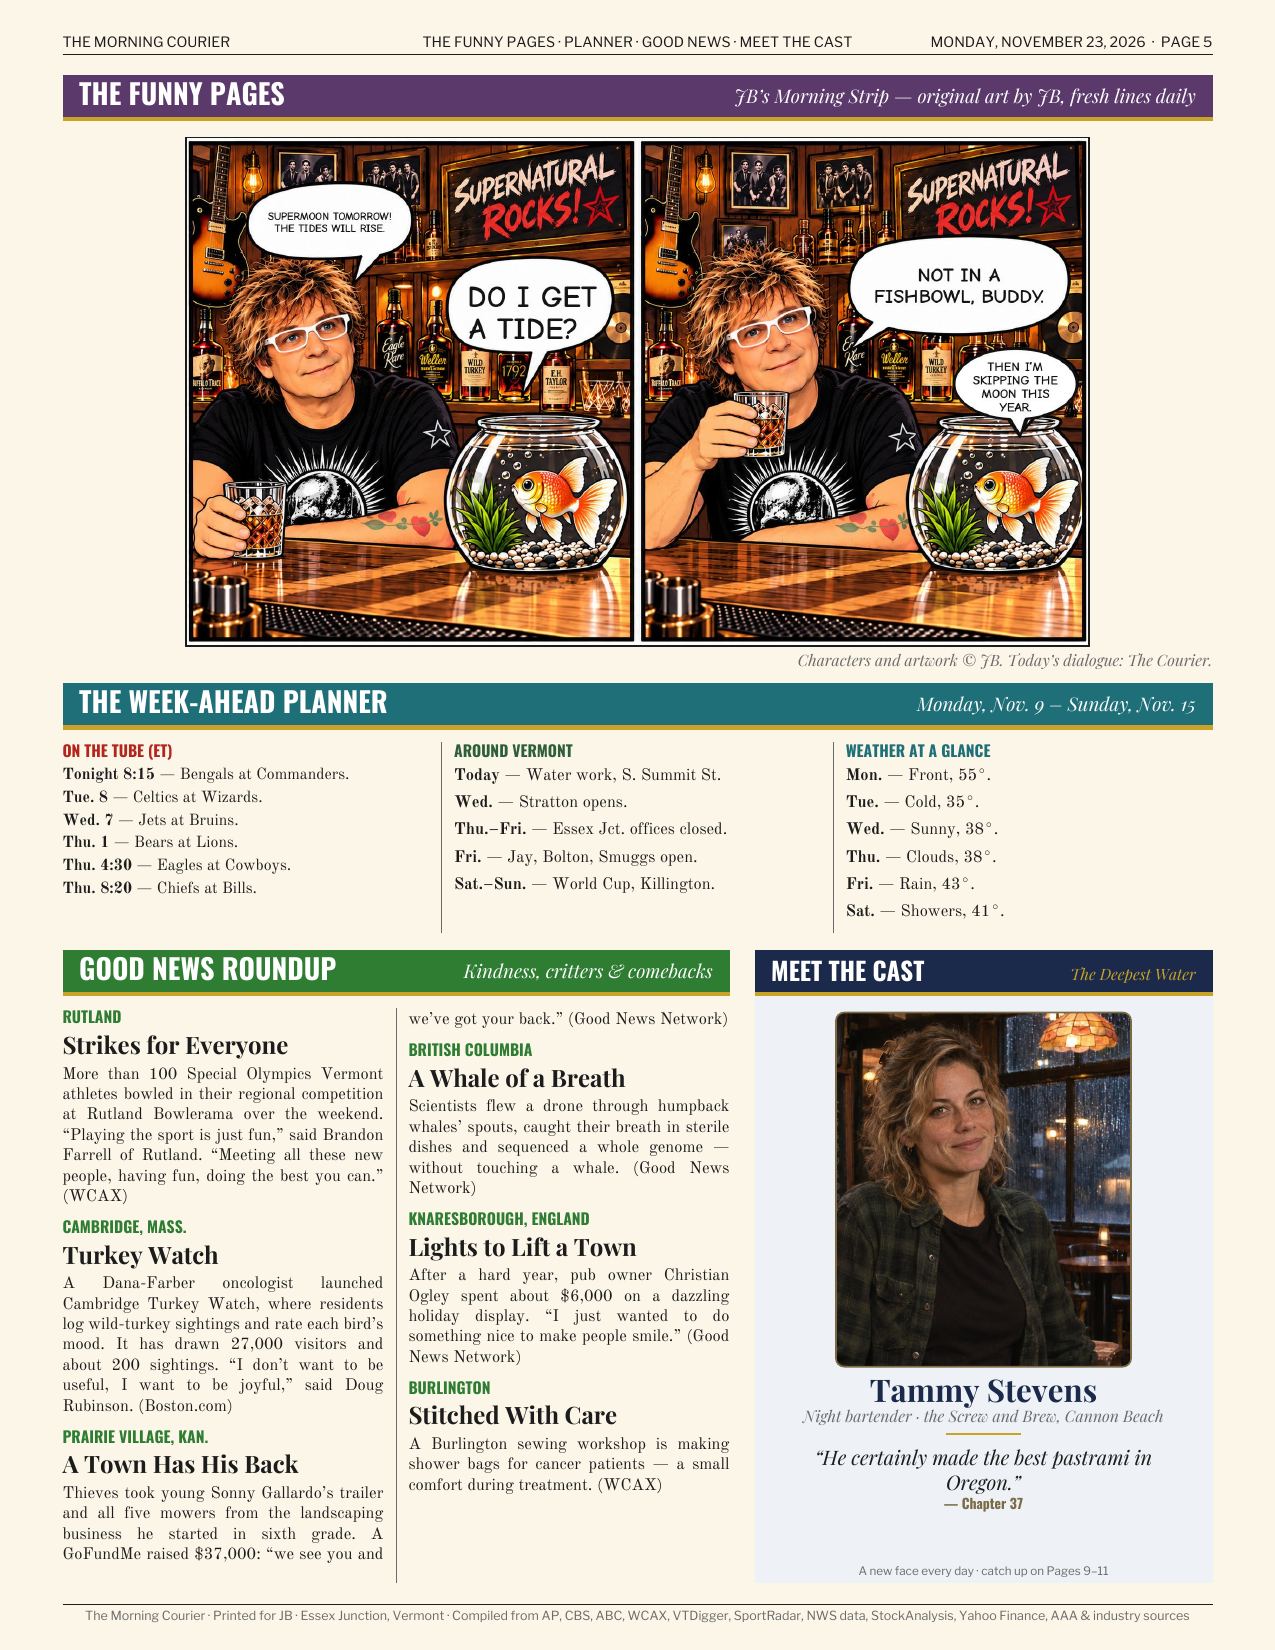 THE MORNING COURIER
THE FUNNY PAGES · PLANNER · GOOD NEWS · MEET THE CAST
MONDAY, NOVEMBER 23, 2026 · PAGE 5
THE FUNNY PAGES
JB's Morning Strip — original art by JB, fresh lines daily
SUPERNATURAL
ROCKS!
SUPERMOON TOMORROW!
THE TIDES WILL RISE.
DO I GET
A TIDE?
BUFFALO TRACE
Eagle
Rare
Weller
WILD
TURKEY
1792
E.H.
TAYLOR
SUPERNATURAL
ROCKS!
NOT IN A
FISHBOWL, BUDDY.
THEN I'M
SKIPPING THE
MOON THIS
YEAR.
BUFFALO TRACE
Weller
WILD
TURKEY
Characters and artwork © JB. Today's dialogue: The Courier.
THE WEEK-AHEAD PLANNER
Monday, Nov. 9 – Sunday, Nov. 15
ON THE TUBE (ET)
Tonight 8:15 — Bengals at Commanders.
Tue. 8 — Celtics at Wizards.
Wed. 7 — Jets at Bruins.
Thu. 1 — Bears at Lions.
Thu. 4:30 — Eagles at Cowboys.
Thu. 8:20 — Chiefs at Bills.
AROUND VERMONT
Today — Water work, S. Summit St.
Wed. — Stratton opens.
Thu.–Fri. — Essex Jct. offices closed.
Fri. — Jay, Bolton, Smuggs open.
Sat.–Sun. — World Cup, Killington.
WEATHER AT A GLANCE
Mon. — Front, 55°.
Tue. — Cold, 35°.
Wed. — Sunny, 38°.
Thu. — Clouds, 38°.
Fri. — Rain, 43°.
Sat. — Showers, 41°.
GOOD NEWS ROUNDUP
Kindness, critters & comebacks
RUTLAND
Strikes for Everyone
More than 100 Special Olympics Vermont
athletes bowled in their regional competition
at Rutland Bowlerama over the weekend.
“Playing the sport is just fun,” said Brandon
Farrell of Rutland. “Meeting all these new
people, having fun, doing the best you can.”
(WCAX)
CAMBRIDGE, MASS.
Turkey Watch
A Dana-Farber oncologist launched
Cambridge Turkey Watch, where residents
log wild-turkey sightings and rate each bird's
mood. It has drawn 27,000 visitors and
about 200 sightings. “I don't want to be
useful, I want to be joyful,” said Doug
Rubinson. (Boston.com)
PRAIRIE VILLAGE, KAN.
A Town Has His Back
Thieves took young Sonny Gallardo's trailer
and all five mowers from the landscaping
business he started in sixth grade. A
GoFundMe raised $37,000: “we see you and
we've got your back.” (Good News Network)
BRITISH COLUMBIA
A Whale of a Breath
Scientists flew a drone through humpback
whales' spouts, caught their breath in sterile
dishes and sequenced a whole genome —
without touching a whale. (Good News
Network)
KNARESBOROUGH, ENGLAND
Lights to Lift a Town
After a hard year, pub owner Christian
Ogley spent about $6,000 on a dazzling
holiday display. “I just wanted to do
something nice to make people smile.” (Good
News Network)
BURLINGTON
Stitched With Care
A Burlington sewing workshop is making
shower bags for cancer patients — a small
comfort during treatment. (WCAX)
MEET THE CAST
The Deepest Water
Tammy Stevens
Night bartender · the Screw and Brew, Cannon Beach
“He certainly made the best pastrami in
Oregon.”
— Chapter 37
A new face every day · catch up on Pages 9–11
The Morning Courier · Printed for JB · Essex Junction, Vermont · Compiled from AP, CBS, ABC, WCAX, VTDigger, SportRadar, NWS data, StockAnalysis, Yahoo Finance, AAA & industry sources